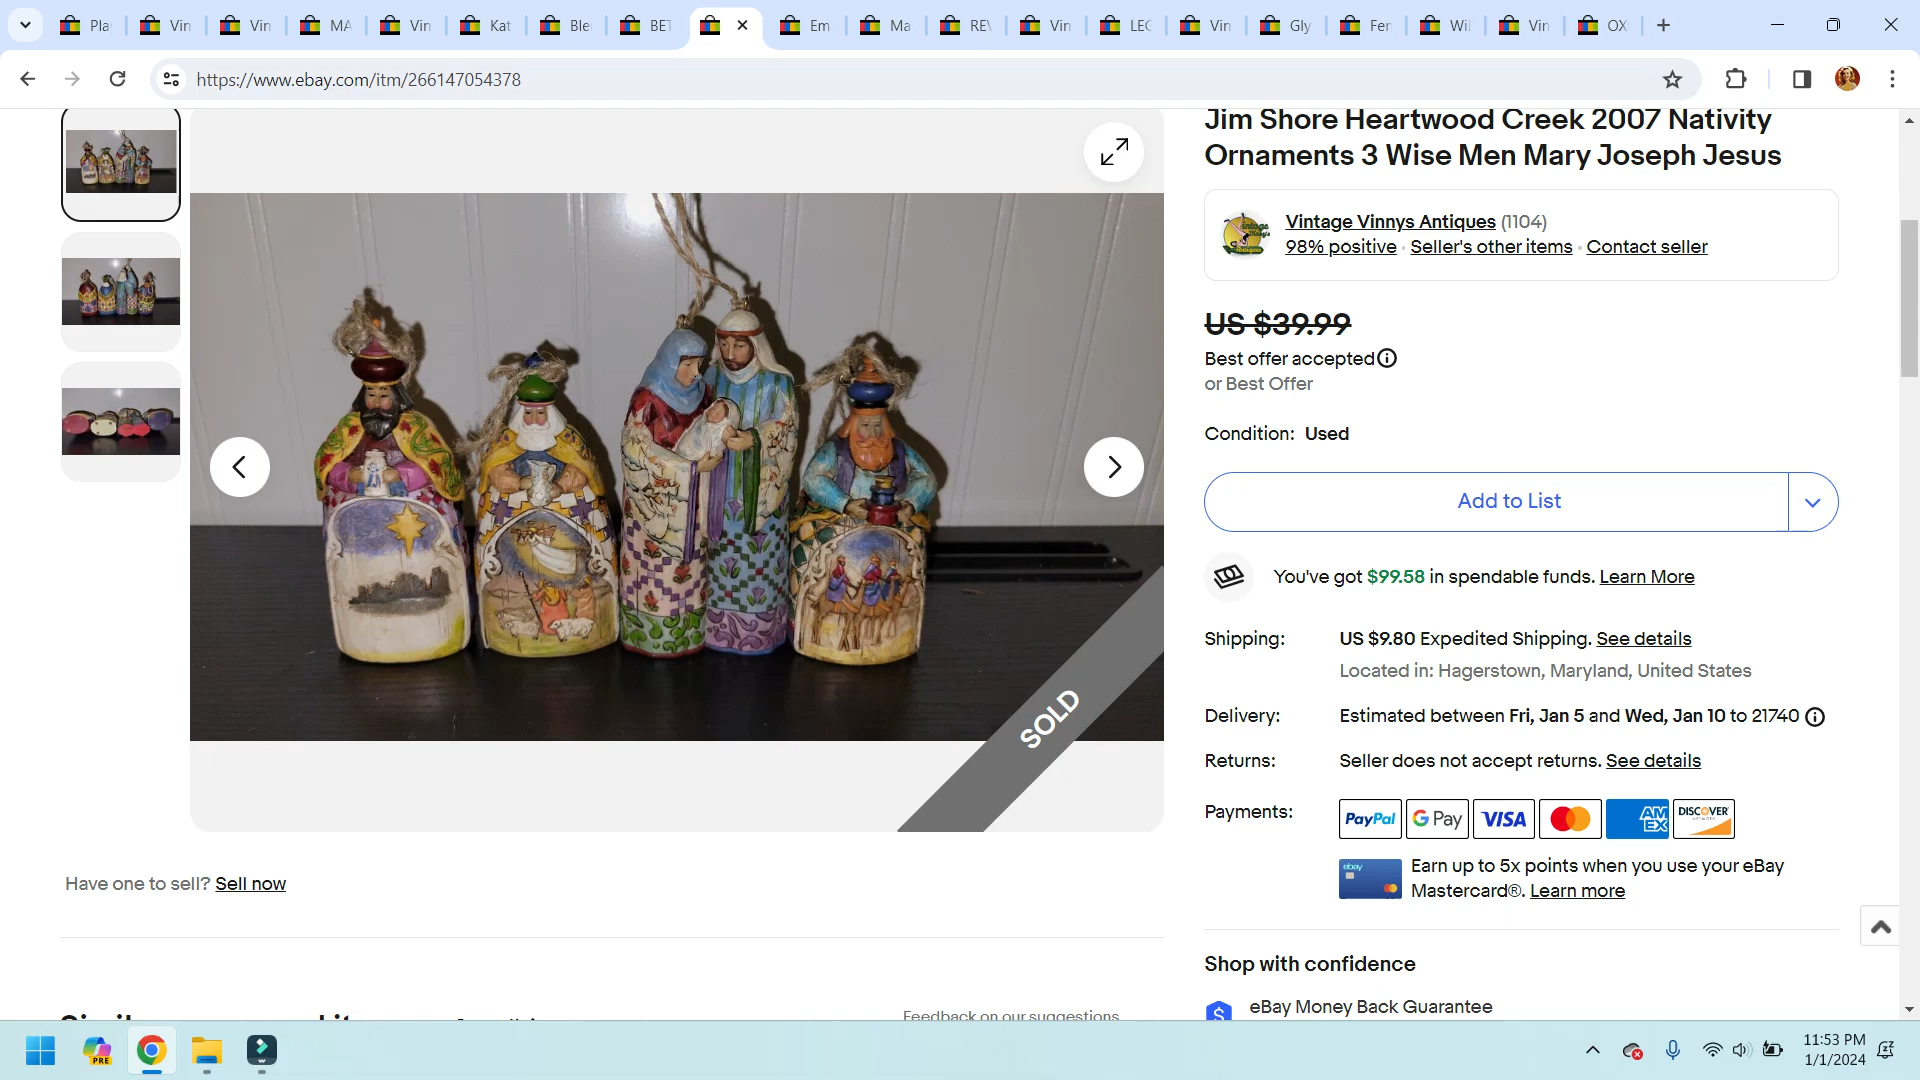 Pla
Vin
Vin
MA
Vin
Kat
Ble
BET
Em
Ma
REV
Vin
LEG
Vin
Gly
Fer
Wil
Vin
OX
https://www.ebay.com/itm/266147054378
Jim Shore Heartwood Creek 2007 Nativity
Ornaments 3 Wise Men Mary Joseph Jesus
Vintage Vinnys Antiques (1104)
98% positive · Seller's other items · Contact seller
US $39.99
Best offer accepted
or Best Offer
Condition: Used
Add to List
You've got $99.58 in spendable funds. Learn More
Shipping: US $9.80 Expedited Shipping. See details
Located in: Hagerstown, Maryland, United States
Delivery: Estimated between Fri, Jan 5 and Wed, Jan 10 to 21740
Returns: Seller does not accept returns. See details
Payments: PayPal G Pay VISA AM EX DISCOVER
ebay
Earn up to 5x points when you use your eBay
Mastercard®. Learn more
SOLD
Have one to sell? Sell now
Shop with confidence
eBay Money Back Guarantee
Feedback on our suggestions
PRE
11:53 PM
1/1/2024